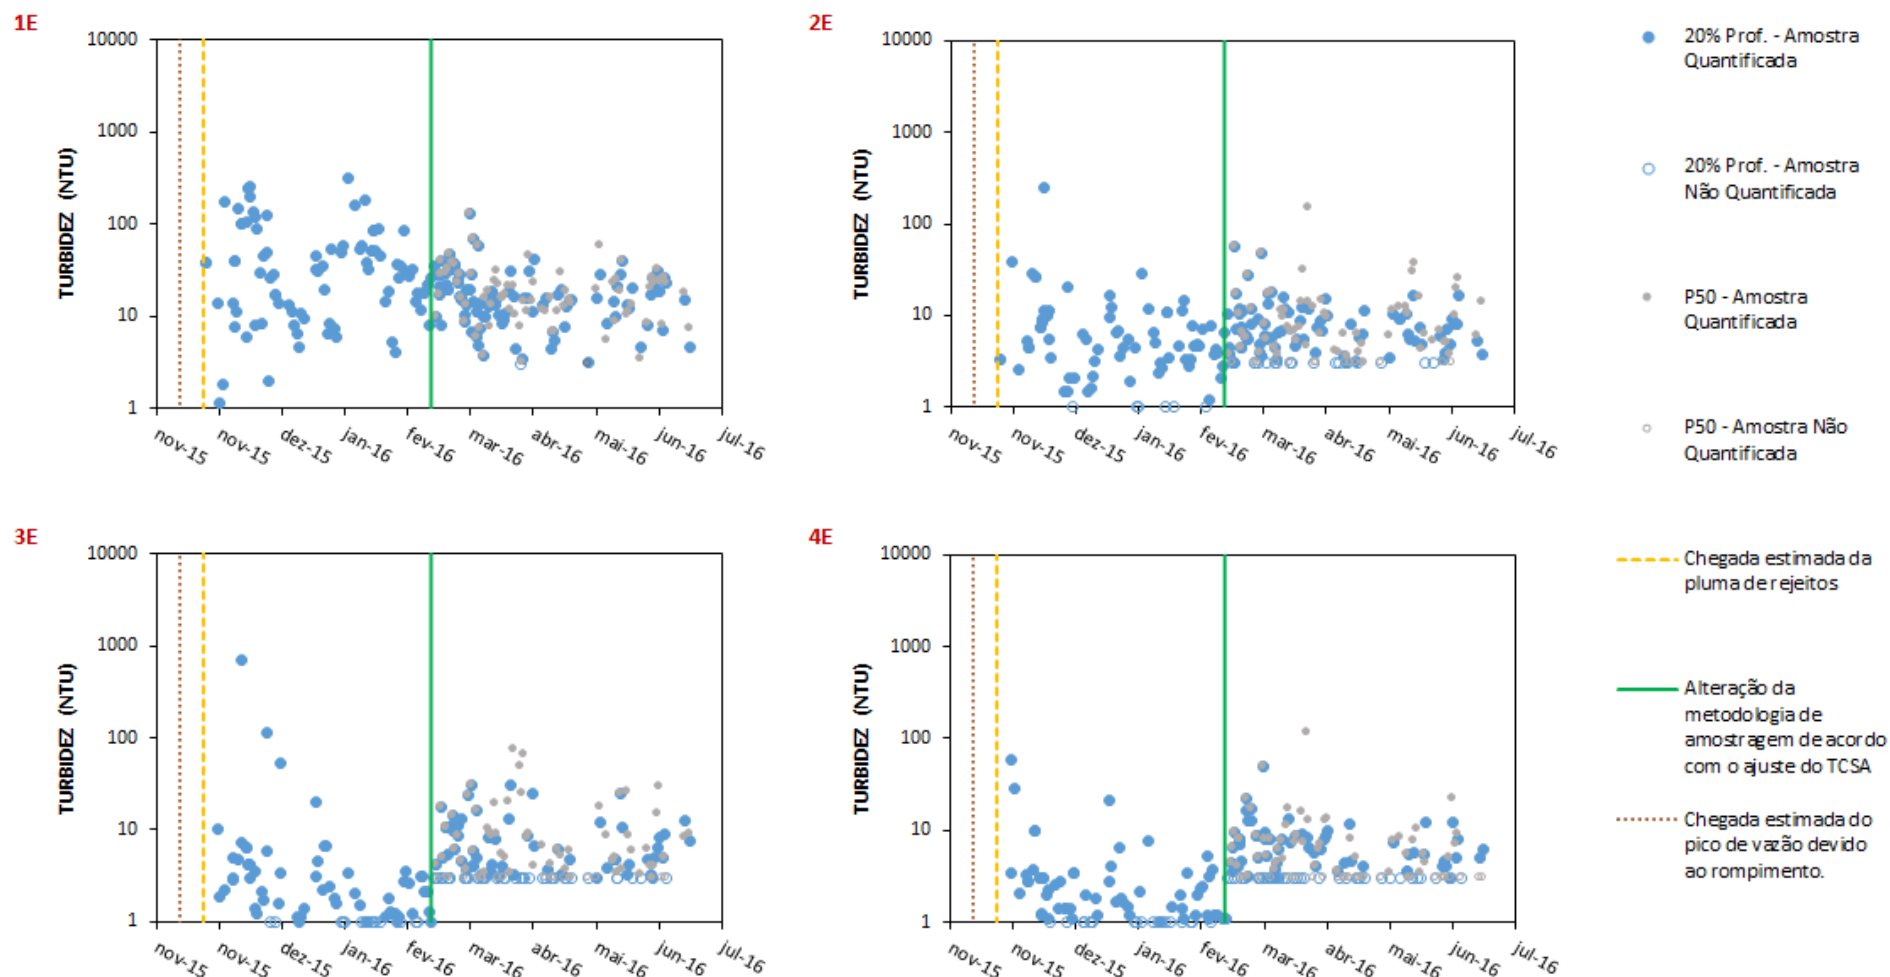 1E
TURBIDEZ (NTU)
10000
1000
100
10
1
nov-15
nov-15
dez-15
jan-16
fev-16
mar-16
abr-16
mai-16
jun-16
jul-16
2E
TURBIDEZ (NTU)
10000
1000
100
10
1
nov-15
nov-15
dez-15
jan-16
fev-16
mar-16
abr-16
mai-16
jun-16
jul-16
3E
TURBIDEZ (NTU)
10000
1000
100
10
1
nov-15
nov-15
dez-15
jan-16
fev-16
mar-16
abr-16
mai-16
jun-16
jul-16
4E
TURBIDEZ (NTU)
10000
1000
100
10
1
nov-15
nov-15
dez-15
jan-16
fev-16
mar-16
abr-16
mai-16
jun-16
jul-16
20% Prof. - Amostra
Quantificada
20% Prof. - Amostra
Não Quantificada
P50 - Amostra
Quantificada
P50 - Amostra Não
Quantificada
Chegada estimada da
pluma de rejeitos
Alteração da
metodologia de
amostragem de acordo
com o ajuste do TCSA
Chegada estimada do
pico de vazão devido
ao rompimento.